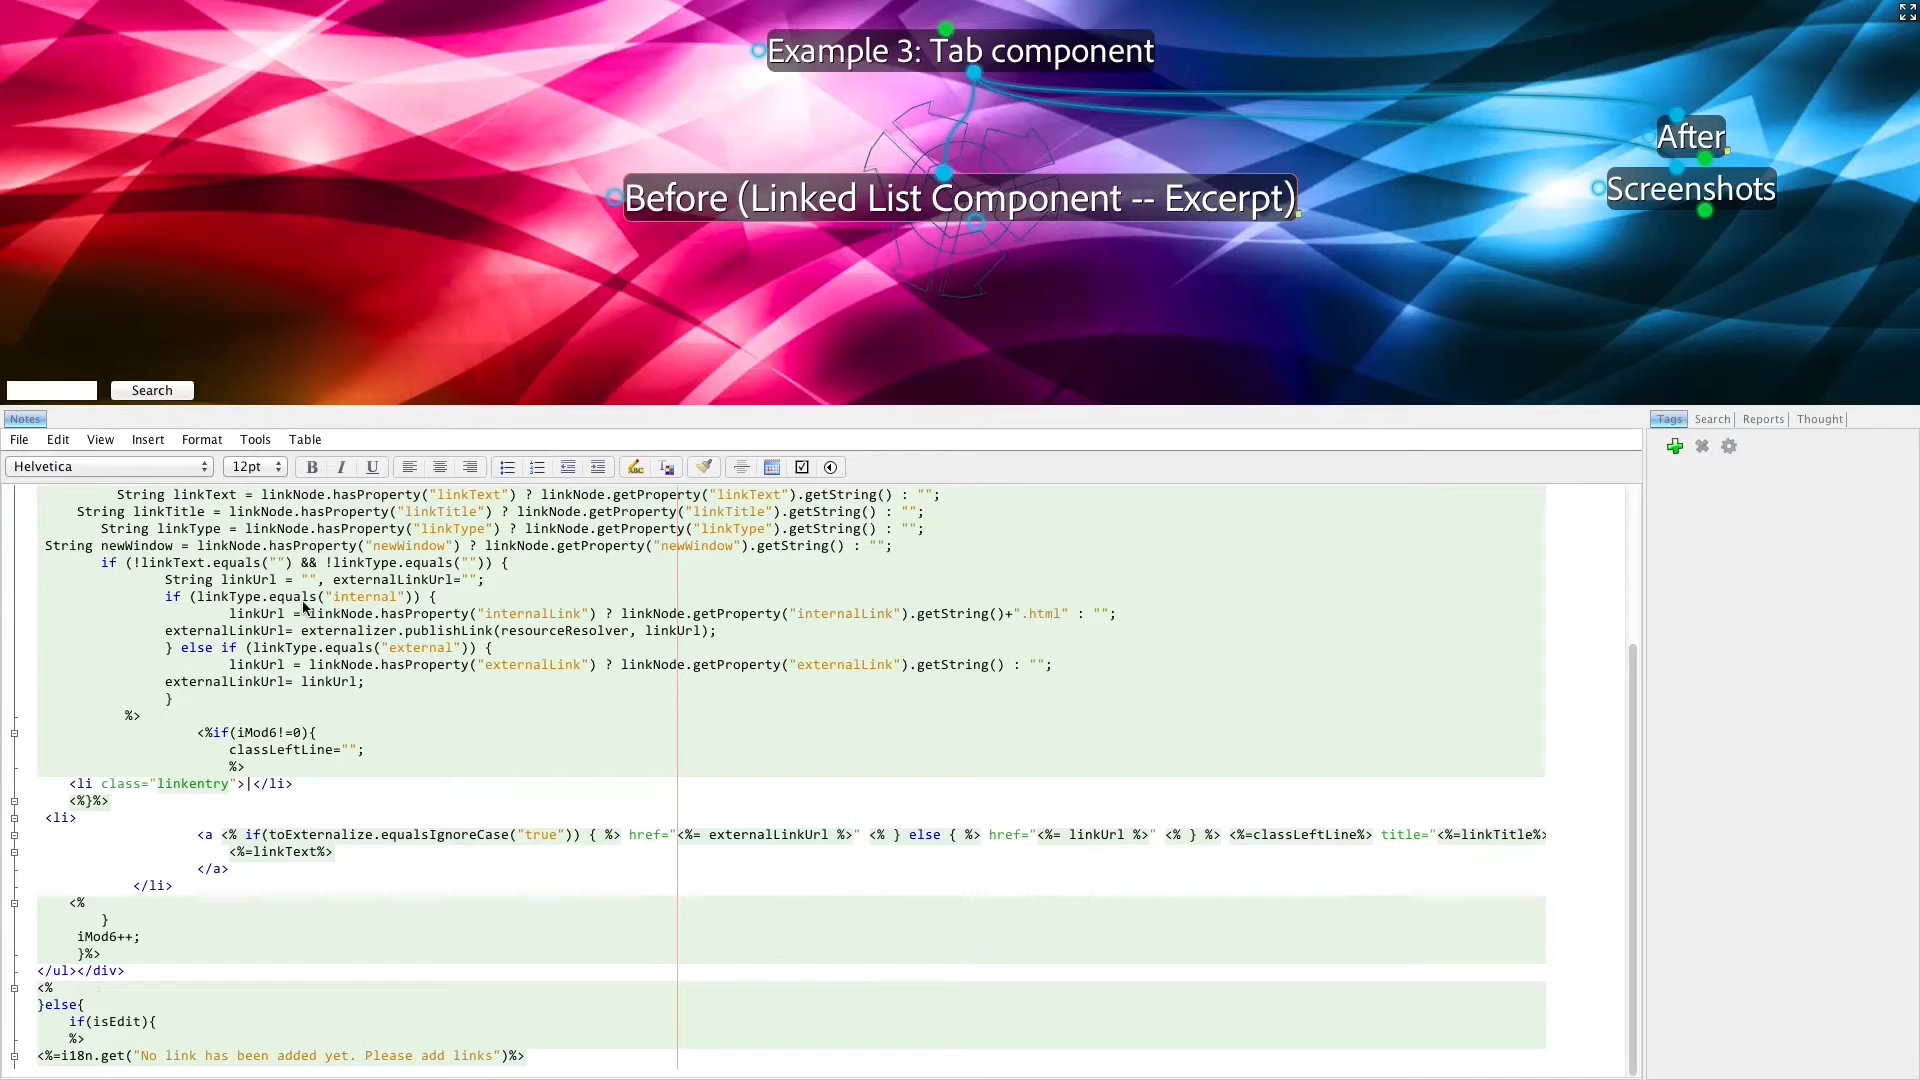 Example 3: Tab component
After
Before (Linked List Component -- Excerpt)
Screenshots
Search
Notes
Tags Search Reports Thought
File Edit View Insert Format Tools Table
Helvetica 12pt B I U
String linkText = linkNode.hasProperty("linkText") ? linkNode.getProperty("linkText").getString() : "";
String linkTitle = linkNode.hasProperty("linkTitle") ? linkNode.getProperty("linkTitle").getString() : "";
String linkType = linkNode.hasProperty("linkType") ? linkNode.getProperty("linkType").getString() : "";
String newWindow = linkNode.hasProperty("newWindow") ? linkNode.getProperty("newWindow").getString() : "";
if (!linkText.equals("") && !linkType.equals("")) {
String linkUrl = "", externalLinkUrl="";
if (linkType.equals("internal")) {
linkUrl = linkNode.hasProperty("internalLink") ? linkNode.getProperty("internalLink").getString()+".html" : "";
externalLinkUrl= externalizer.publishLink(resourceResolver, linkUrl);
} else if (linkType.equals("external")) {
linkUrl = linkNode.hasProperty("externalLink") ? linkNode.getProperty("externalLink").getString() : "";
externalLinkUrl= linkUrl;
}
%>
<%if(iMod6!=0){
classLeftLine="";
%>
<li class="linkentry">|</li>
<%}%>
<li>
<a <% if(toExternalize.equalsIgnoreCase("true")) { %> href="<%= externalLinkUrl %>" <% } else { %> href="<%= linkUrl %>" <% } %> <%=classLeftLine%> title="<%=linkTitle%>
<%=linkText%>
</a>
</li>
<%
}
iMod6++;
}%>
</ul></div>
<%
}else{
if(isEdit){
%>
<%=i18n.get("No link has been added yet. Please add links")%>